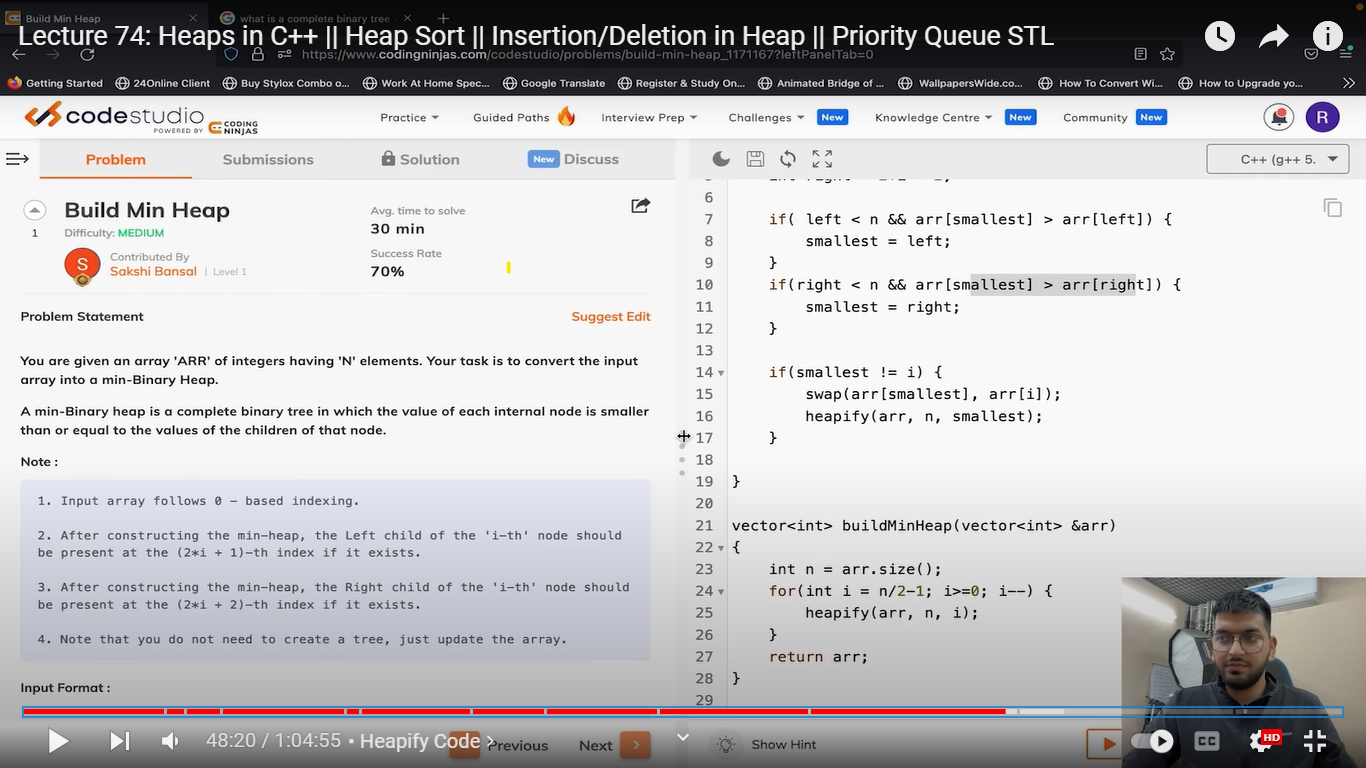 Build Min Heap
what is a complete binary tree
Lecture 74: Heaps in C++ || Heap Sort || Insertion/Deletion in Heap || Priority Queue STL
https://www.codingninjas.com/codestudio/problems/build-min-heap_1171167?leftPanelTab=0
Getting Started
24Online Client
Buy Stylox Combo o...
Work At Home Spec...
Google Translate
Register & Study On...
Animated Bridge of ...
WallpapersWide.co...
How To Convert Wi...
How to Upgrade yo...
codestudio
POWERED BY CODING NINJAS
Practice
Guided Paths
Interview Prep
Challenges New
Knowledge Centre New
Community New
R
Problem
Submissions
Solution
New Discuss
C++ (g++ 5.
Build Min Heap
Difficulty: MEDIUM
1
S
Contributed By
Sakshi Bansal | Level 1
Avg. time to solve
30 min
Success Rate
70%
Problem Statement
Suggest Edit
You are given an array 'ARR' of integers having 'N' elements. Your task is to convert the input
array into a min-Binary Heap.
A min-Binary heap is a complete binary tree in which the value of each internal node is smaller
than or equal to the values of the children of that node.
Note :
1. Input array follows 0 - based indexing.
2. After constructing the min-heap, the Left child of the 'i-th' node should
be present at the (2*i + 1)-th index if it exists.
3. After constructing the min-heap, the Right child of the 'i-th' node should
be present at the (2*i + 2)-th index if it exists.
4. Note that you do not need to create a tree, just update the array.
Input Format :
6
7 if( left < n && arr[smallest] > arr[left]) {
8 smallest = left;
9 }
10 if(right < n && arr[smallest] > arr[right]) {
11 smallest = right;
12 }
13
14 if(smallest != i) {
15 swap(arr[smallest], arr[i]);
16 heapify(arr, n, smallest);
17 }
18
19 }
20
21 vector<int> buildMinHeap(vector<int> &arr)
22 {
23 int n = arr.size();
24 for(int i = n/2-1; i>=0; i--) {
25 heapify(arr, n, i);
26 }
27 return arr;
28 }
29
48:20 / 1:04:55 • Heapify Code
Previous
Next
Show Hint
CC
HD